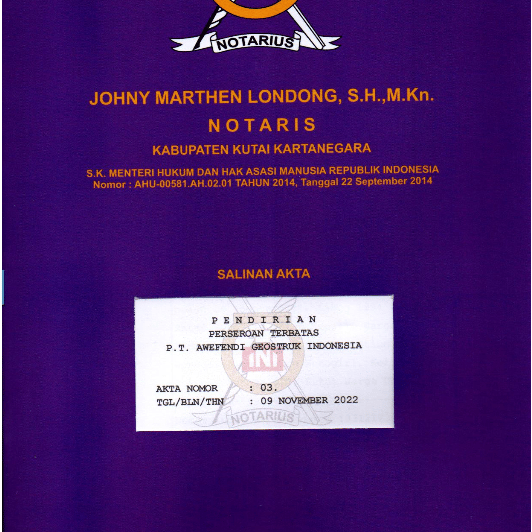 NOTARIUS
JOHNY MARTHEN LONDONG, S.H.,M.Kn.
N O T A R I S
KABUPATEN KUTAI KARTANEGARA
S.K. MENTERI HUKUM DAN HAK ASASI MANUSIA REPUBLIK INDONESIA
Nomor : AHU-00581.AH.02.01 TAHUN 2014, Tanggal 22 September 2014
SALINAN AKTA
P E N D I R I A N
PERSEROAN TERBATAS
P.T. AWEFENDI GEOSTRUK INDONESIA
INI
AKTA NOMOR : 03.
TGL/BLN/THN : 09 NOVEMBER 2022
NOTARIUS